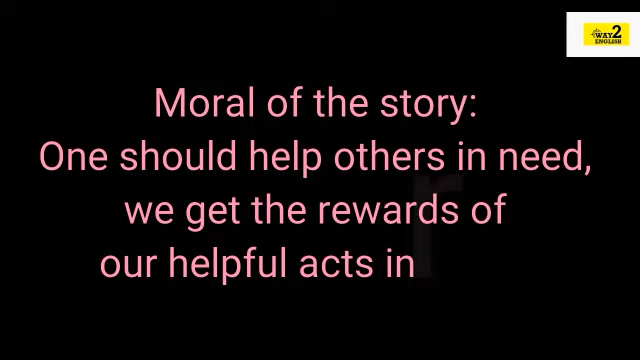 WAY2
ENGLISH
Moral of the story:
One should help others in need,
we get the rewards of
our helpful acts in